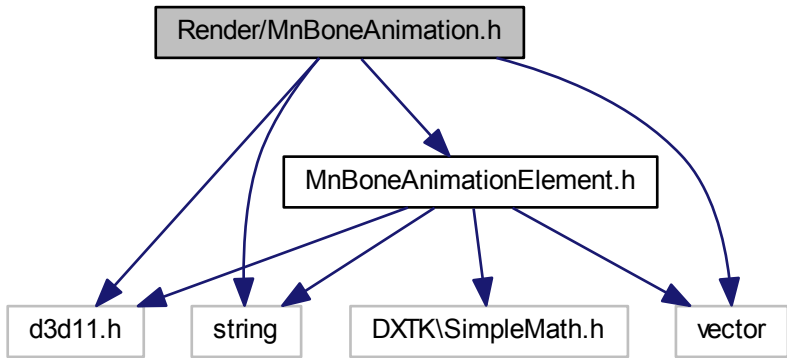 Render/MnBoneAnimation.h
MnBoneAnimationElement.h
d3d11.h
string
DXTK\SimpleMath.h
vector